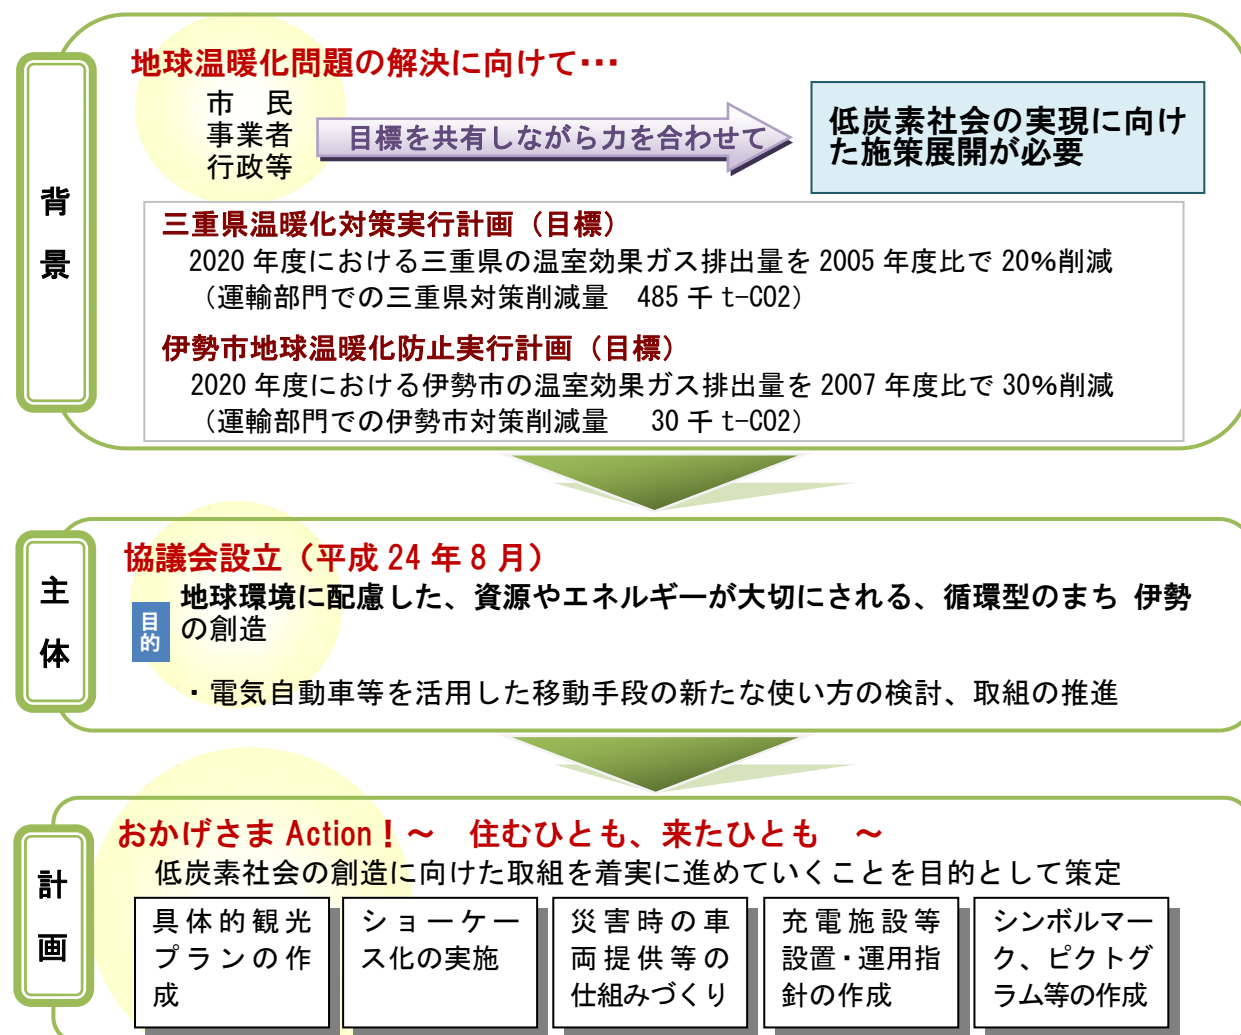 背景
地球温暖化問題の解決に向けて･･･
市　民
事業者
行政等
目標を共有しながら力を合わせて
低炭素社会の実現に向け
た施策展開が必要
三重県温暖化対策実行計画（目標）
2020 年度における三重県の温室効果ガス排出量を 2005 年度比で 20%削減
（運輸部門での三重県対策削減量　485 千 t-CO2）
伊勢市地球温暖化防止実行計画（目標）
2020 年度における伊勢市の温室効果ガス排出量を 2007 年度比で 30%削減
（運輸部門での伊勢市対策削減量　 30 千 t-CO2）
主体
協議会設立（平成 24 年 8 月）
目的
地球環境に配慮した、資源やエネルギーが大切にされる、循環型のまち 伊勢
の創造
・電気自動車等を活用した移動手段の新たな使い方の検討、取組の推進
計画
おかげさま Action！～　住むひとも、来たひとも　～
低炭素社会の創造に向けた取組を着実に進めていくことを目的として策定
具体的観光
プランの作
成
ショーケー
ス化の実施
災害時の車
両提供等の
仕組みづくり
充電施設等
設置・運用指
針の作成
シンボルマー
ク、ピクトグ
ラム等の作成